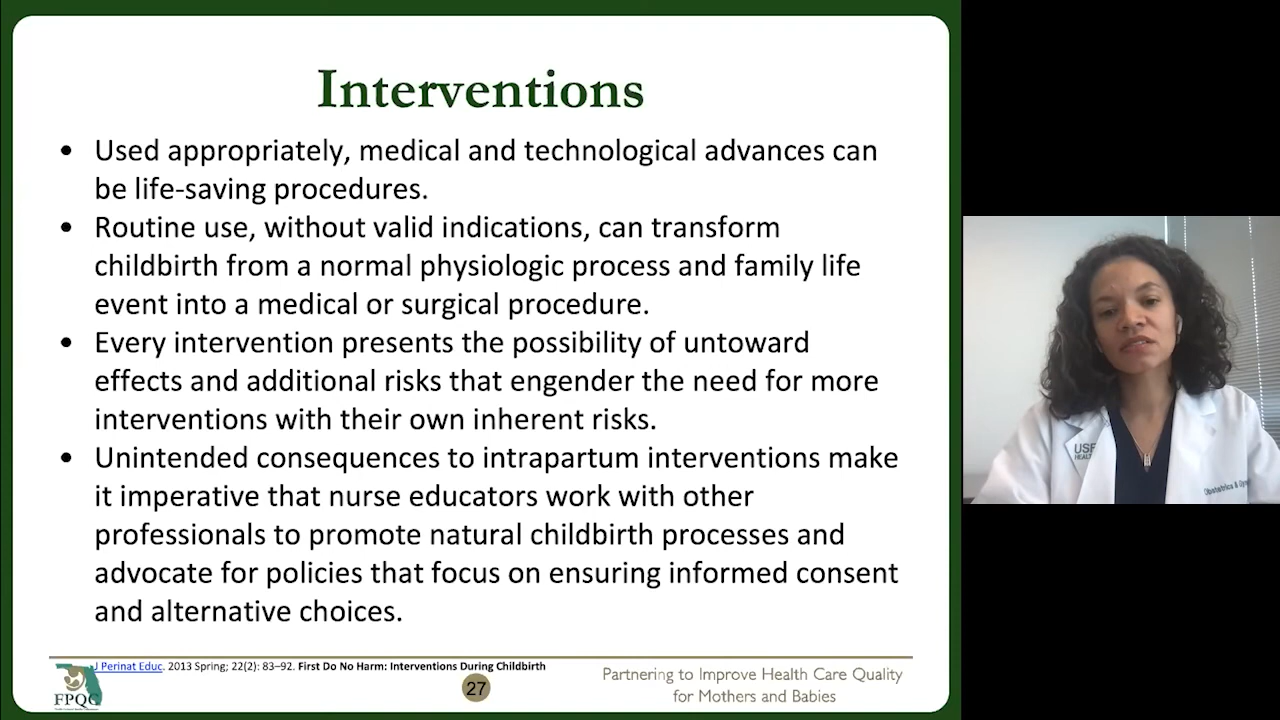 Interventions
• Used appropriately, medical and technological advances can
be life-saving procedures.
• Routine use, without valid indications, can transform
childbirth from a normal physiologic process and family life
event into a medical or surgical procedure.
• Every intervention presents the possibility of untoward
effects and additional risks that engender the need for more
interventions with their own inherent risks.
• Unintended consequences to intrapartum interventions make
it imperative that nurse educators work with other
professionals to promote natural childbirth processes and
advocate for policies that focus on ensuring informed consent
and alternative choices.
J Perinat Educ. 2013 Spring; 22(2): 83–92. First Do No Harm: Interventions During Childbirth
27
FPQC
Partnering to Improve Health Care Quality
for Mothers and Babies
USF
HEALTH
Obstetrics &